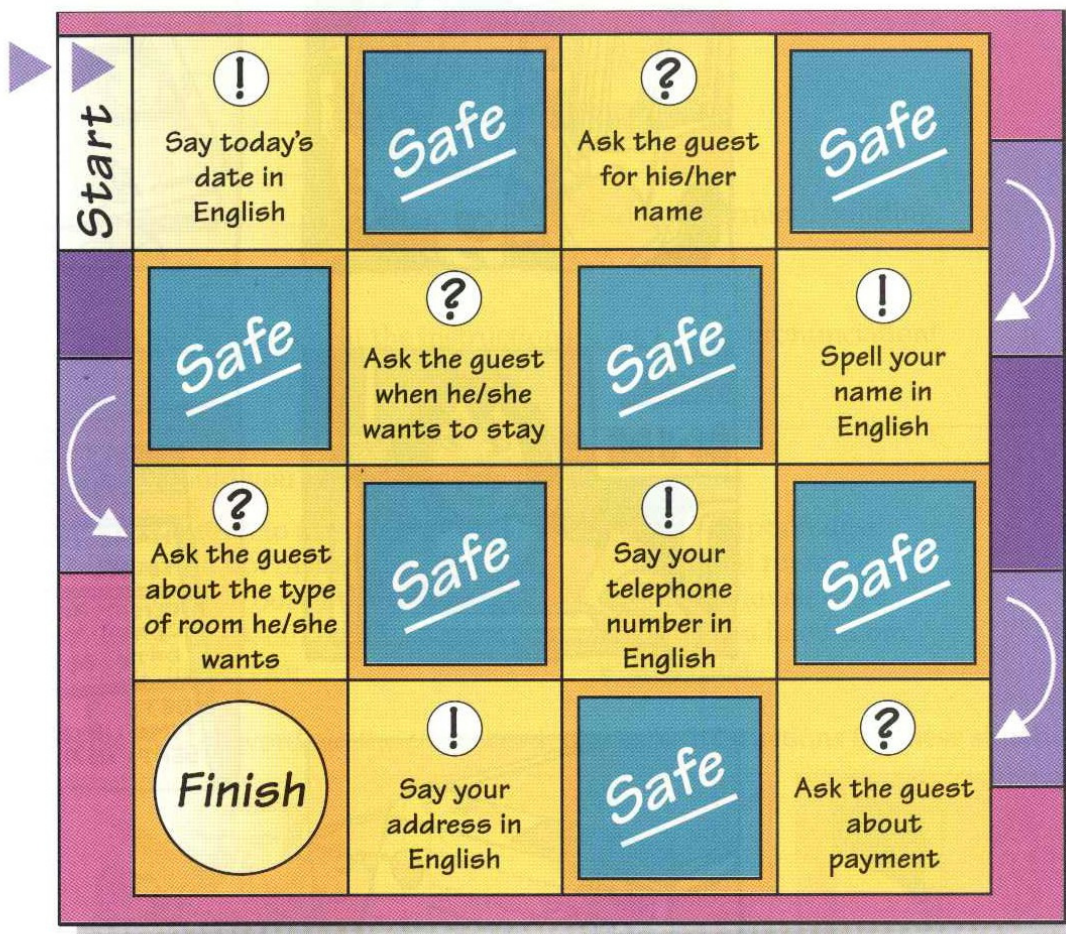 Start
!
Say today's
date in
English
Safe
?
Ask the guest
for his/her
name
Safe
Safe
?
Ask the guest
when he/she
wants to stay
Safe
!
Spell your
name in
English
?
Ask the guest
about the type
of room he/she
wants
Safe
!
Say your
telephone
number in
English
Safe
Finish
!
Say your
address in
English
Safe
?
Ask the guest
about
payment